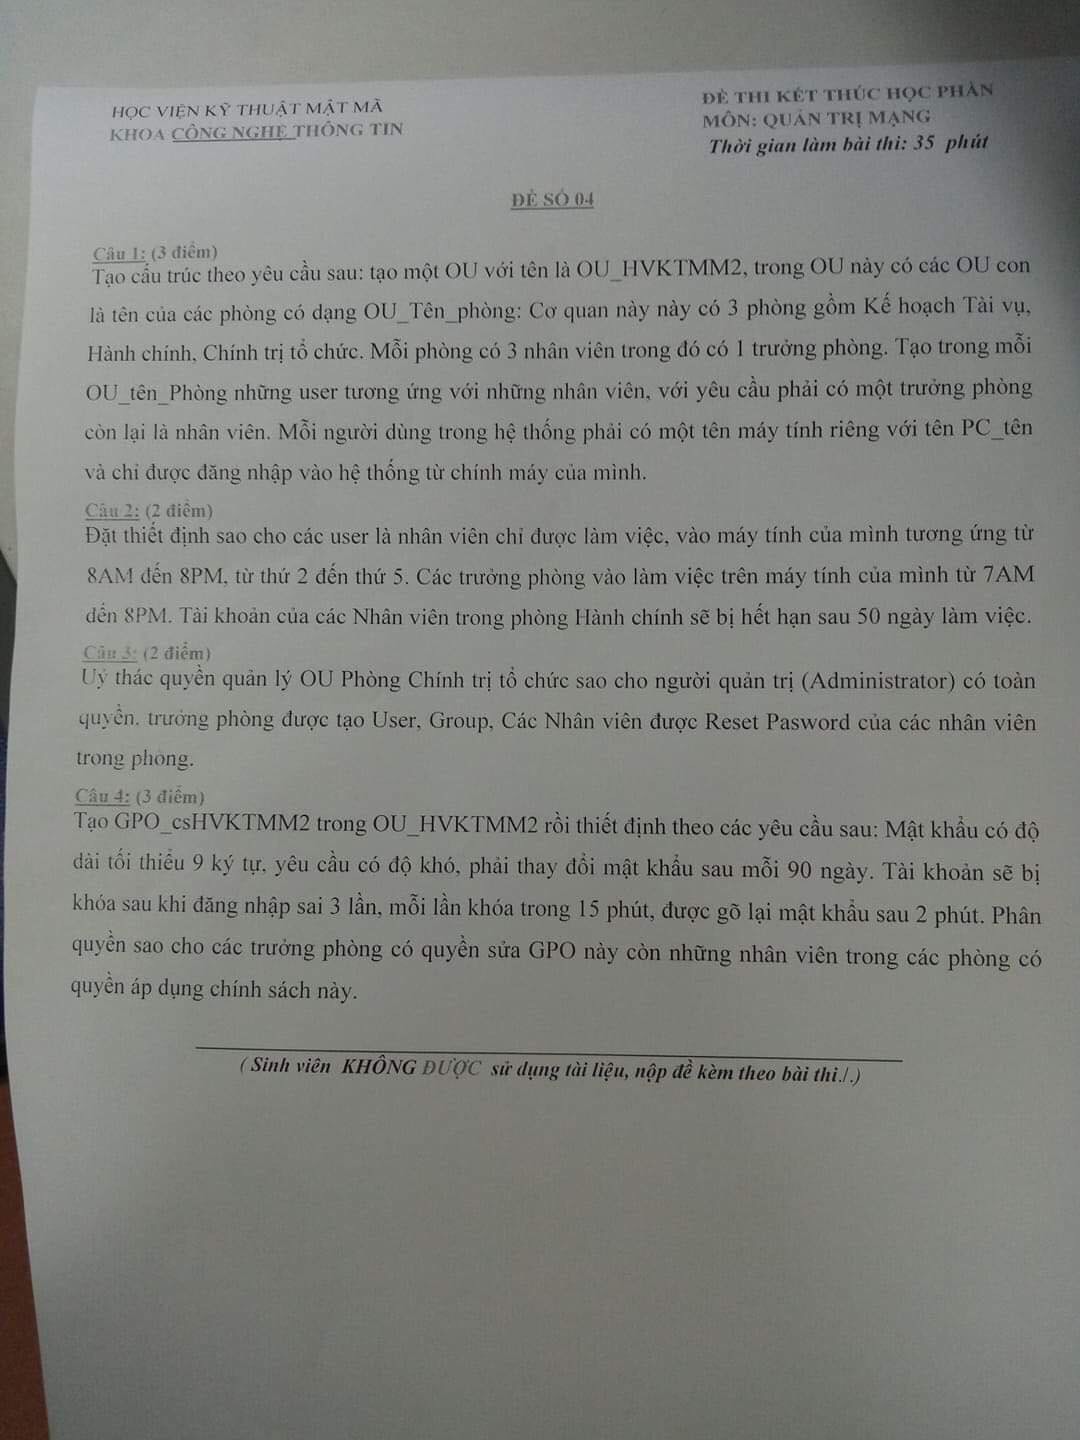 HỌC VIỆN KỸ THUẬT MẬT MÃ
KHOA CÔNG NGHỆ THÔNG TIN
ĐỀ THI KẾT THÚC HỌC PHẦN
MÔN: QUẢN TRỊ MẠNG
Thời gian làm bài thi: 35 phút
ĐỀ SỐ 04
Câu 1: (3 điểm)
Tạo cấu trúc theo yêu cầu sau: tạo một OU với tên là OU_HVKTMM2, trong OU này có các OU con
là tên của các phòng có dạng OU_Tên_phòng: Cơ quan này này có 3 phòng gồm Kế hoạch Tài vụ,
Hành chính, Chính trị tổ chức. Mỗi phòng có 3 nhân viên trong đó có 1 trưởng phòng. Tạo trong mỗi
OU_tên_Phòng những user tương ứng với những nhân viên, với yêu cầu phải có một trưởng phòng
còn lại là nhân viên. Mỗi người dùng trong hệ thống phải có một tên máy tính riêng với tên PC_tên
và chỉ được đăng nhập vào hệ thống từ chính máy của mình.
Câu 2: (2 điểm)
Đặt thiết định sao cho các user là nhân viên chỉ được làm việc, vào máy tính của mình tương ứng từ
8AM đến 8PM, từ thứ 2 đến thứ 5. Các trưởng phòng vào làm việc trên máy tính của mình từ 7AM
đến 8PM. Tài khoản của các Nhân viên trong phòng Hành chính sẽ bị hết hạn sau 50 ngày làm việc.
Câu 3: (2 điểm)
Uỷ thác quyền quản lý OU Phòng Chính trị tổ chức sao cho người quản trị (Administrator) có toàn
quyền. trưởng phòng được tạo User, Group, Các Nhân viên được Reset Pasword của các nhân viên
trong phòng.
Câu 4: (3 điểm)
Tạo GPO_csHVKTMM2 trong OU_HVKTMM2 rồi thiết định theo các yêu cầu sau: Mật khẩu có độ
dài tối thiểu 9 ký tự, yêu cầu có độ khó, phải thay đổi mật khẩu sau mỗi 90 ngày. Tài khoản sẽ bị
khóa sau khi đăng nhập sai 3 lần, mỗi lần khóa trong 15 phút, được gõ lại mật khẩu sau 2 phút. Phân
quyền sao cho các trưởng phòng có quyền sửa GPO này còn những nhân viên trong các phòng có
quyền áp dụng chính sách này.
( Sinh viên KHÔNG ĐƯỢC sử dụng tài liệu, nộp đề kèm theo bài thi./.)